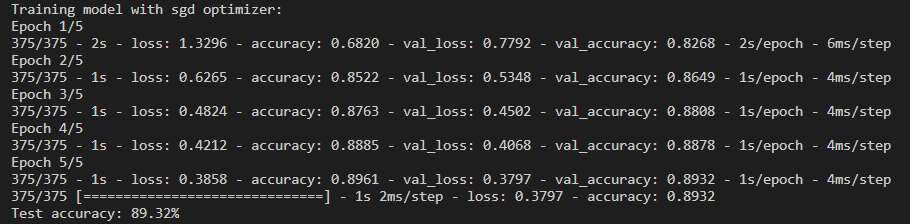 Training model with sgd optimizer:
Epoch 1/5
375/375 - 2s - loss: 1.3296 - accuracy: 0.6820 - val_loss: 0.7792 - val_accuracy: 0.8268 - 2s/epoch - 6ms/step
Epoch 2/5
375/375 - 1s - loss: 0.6265 - accuracy: 0.8522 - val_loss: 0.5348 - val_accuracy: 0.8649 - 1s/epoch - 4ms/step
Epoch 3/5
375/375 - 1s - loss: 0.4824 - accuracy: 0.8763 - val_loss: 0.4502 - val_accuracy: 0.8808 - 1s/epoch - 4ms/step
Epoch 4/5
375/375 - 1s - loss: 0.4212 - accuracy: 0.8885 - val_loss: 0.4068 - val_accuracy: 0.8878 - 1s/epoch - 4ms/step
Epoch 5/5
375/375 - 1s - loss: 0.3858 - accuracy: 0.8961 - val_loss: 0.3797 - val_accuracy: 0.8932 - 1s/epoch - 4ms/step
375/375 [==============================] - 1s 2ms/step - loss: 0.3797 - accuracy: 0.8932
Test accuracy: 89.32%